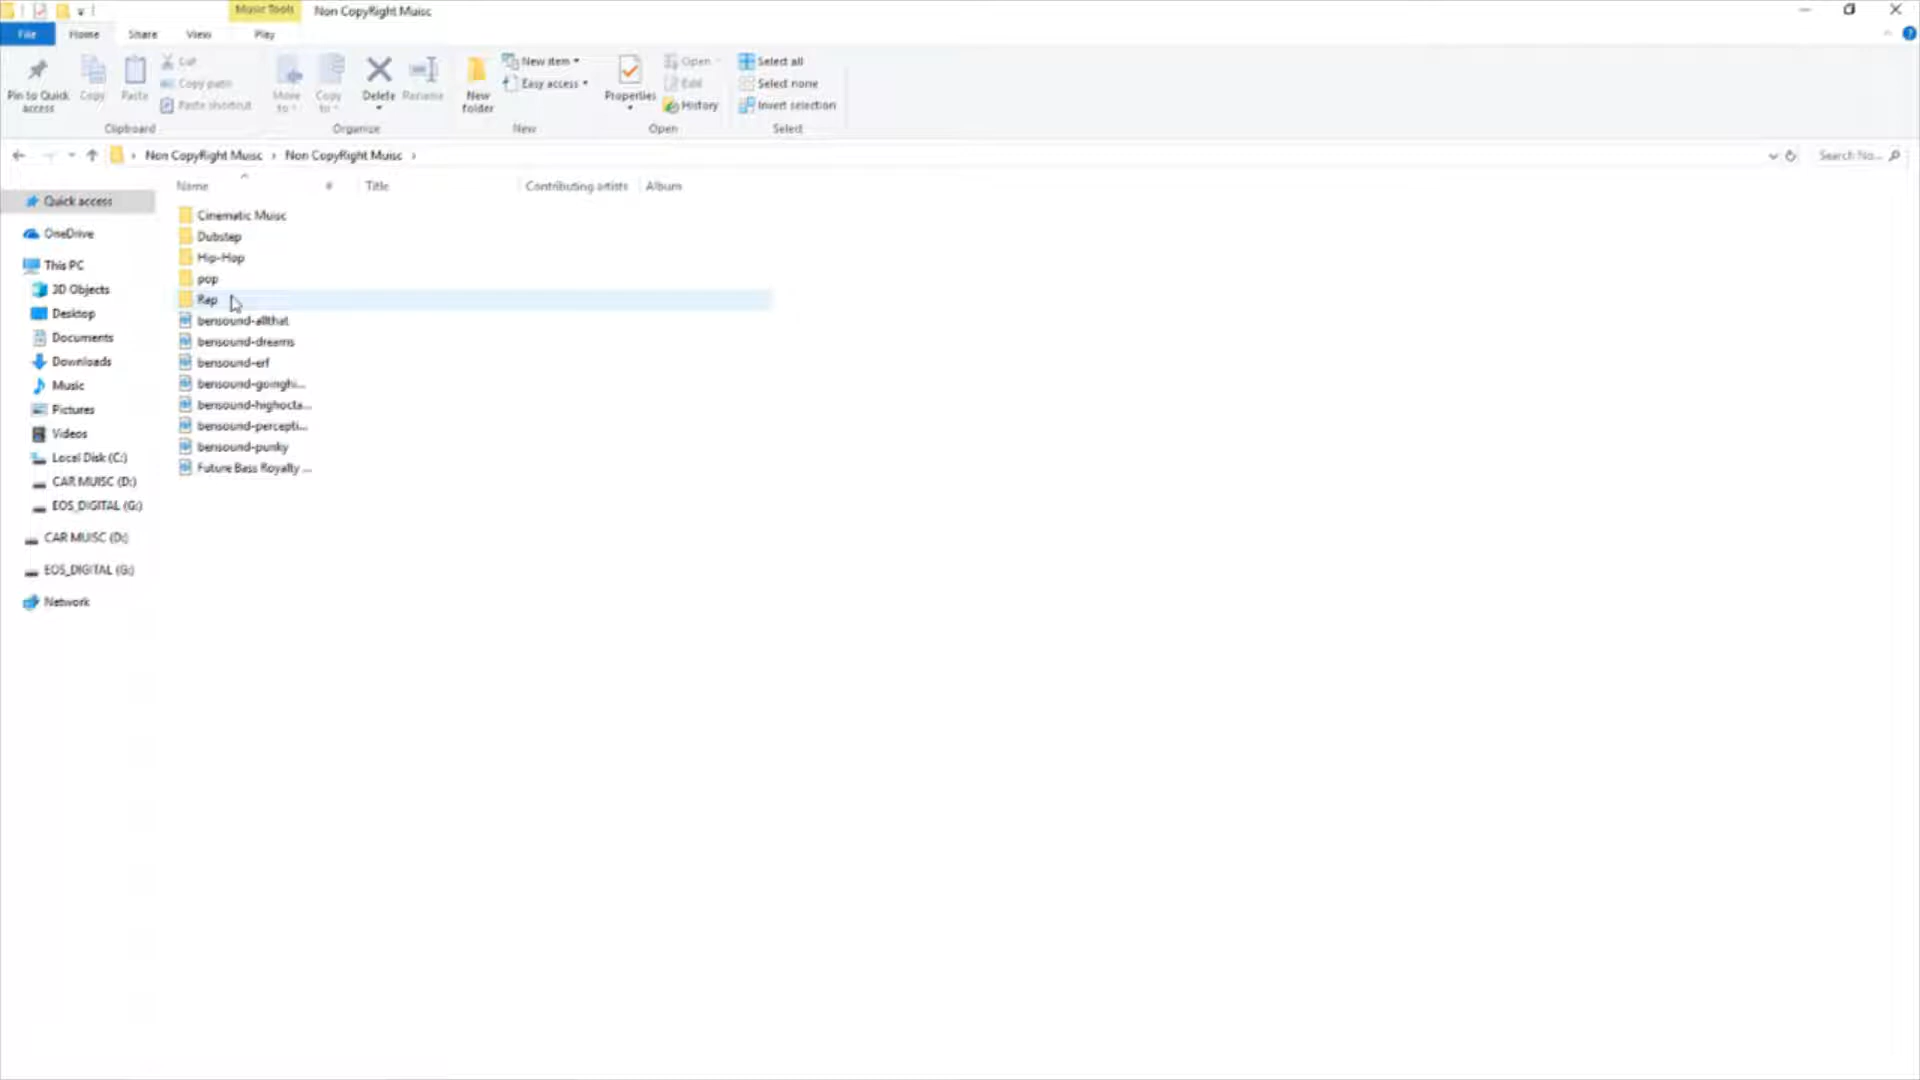 Music Tools
Non CopyRight Muisc
File
Home
Share
View
Play
Pin to Quick access
Copy
Paste
Cut
Copy path
Paste shortcut
Clipboard
Move to
Copy to
Delete
Rename
Organize
New folder
New item
Easy access
New
Properties
Open
Edit
History
Open
Select all
Select none
Invert selection
Select
Non CopyRight Muisc › Non CopyRight Muisc ›
Search No...
Name
#
Title
Contributing artists
Album
Quick access
OneDrive
This PC
3D Objects
Desktop
Documents
Downloads
Music
Pictures
Videos
Local Disk (C:)
CAR MUISC (D:)
EOS_DIGITAL (G:)
CAR MUISC (D:)
EOS_DIGITAL (G:)
Network
Cinematic Muisc
Dubstep
Hip-Hop
pop
Rap
bensound-allthat
bensound-dreams
bensound-erf
bensound-goinghi...
bensound-highocta...
bensound-percepti...
bensound-punky
Future Bass Royalty ...